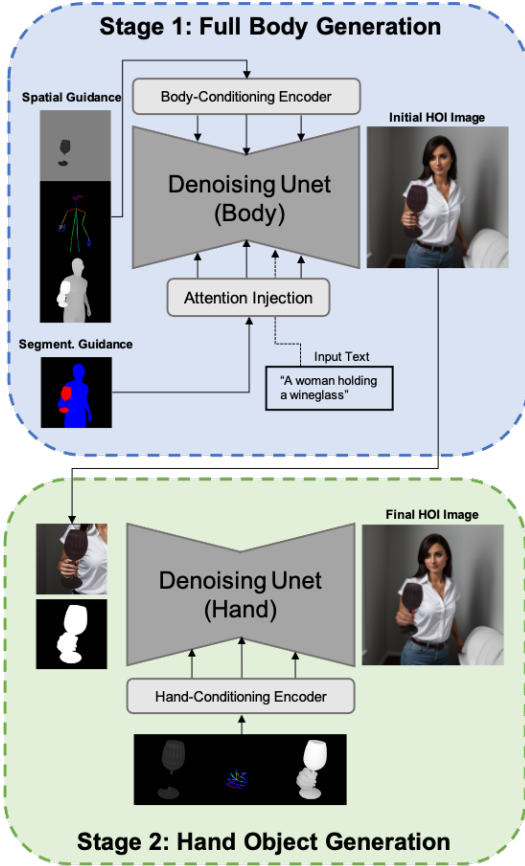 Stage 1: Full Body Generation
Spatial Guidance
Body-Conditioning Encoder
Initial HOI Image
Denoising Unet
(Body)
Attention Injection
Segment. Guidance
Input Text
“A woman holding
a wineglass”
Final HOI Image
Denoising Unet
(Hand)
Hand-Conditioning Encoder
Stage 2: Hand Object Generation